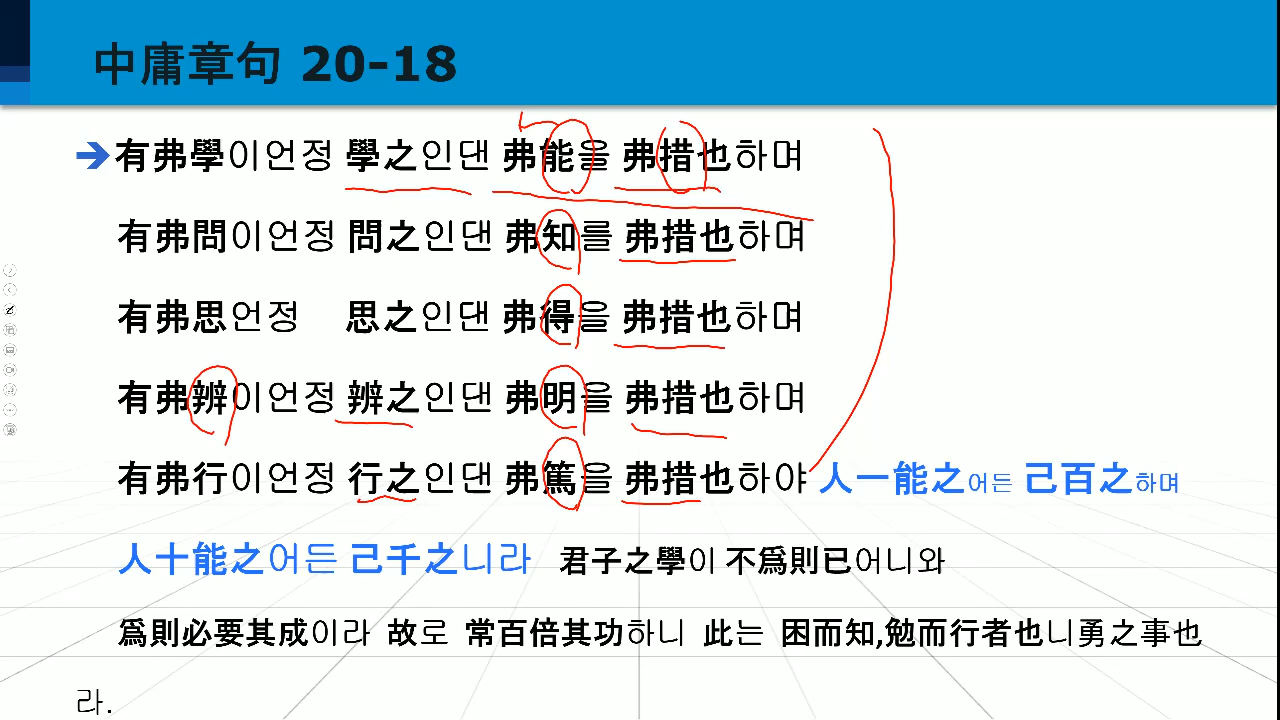 中庸章句 20-18
有弗學이언정 學之인댄 弗能을 弗措也하며
有弗問이언정 問之인댄 弗知를 弗措也하며
有弗思언정 思之인댄 弗得을 弗措也하며
有弗辨이언정 辨之인댄 弗明을 弗措也하며
有弗行이언정 行之인댄 弗篤을 弗措也하야 人一能之어든 己百之하며
人十能之어든 己千之니라 君子之學이 不爲則已어니와
爲則必要其成이라 故로 常百倍其功하니 此는 困而知,勉而行者也니勇之事也
라.